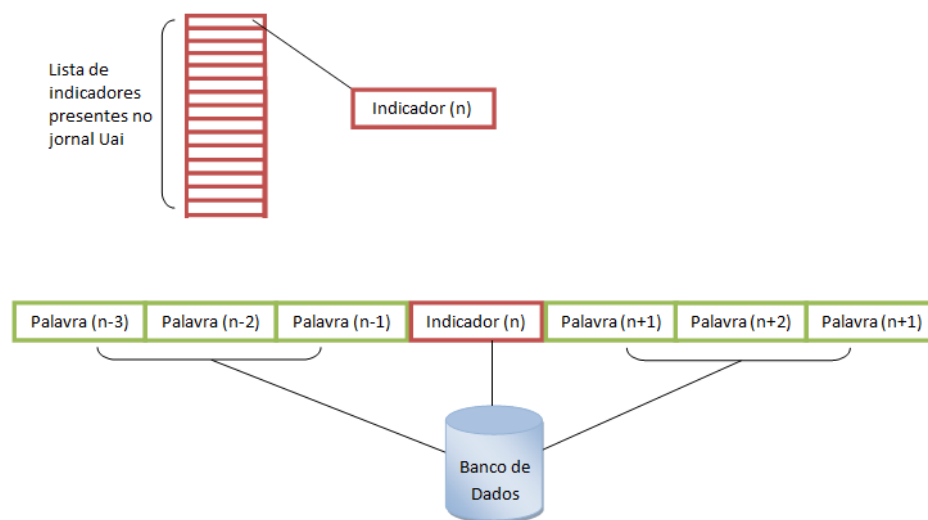 Lista de
indicadores
presentes no
jornal Uai
Indicador (n)
Palavra (n-3) Palavra (n-2) Palavra (n-1) Indicador (n) Palavra (n+1) Palavra (n+2) Palavra (n+1)
Banco de
Dados